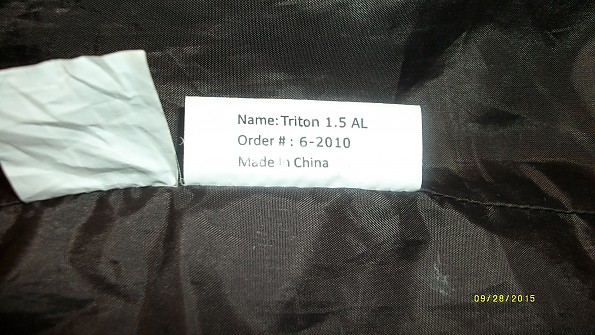 Name: Triton 1.5 AL
Order # : 6-2010
Made In China
09/28/2015